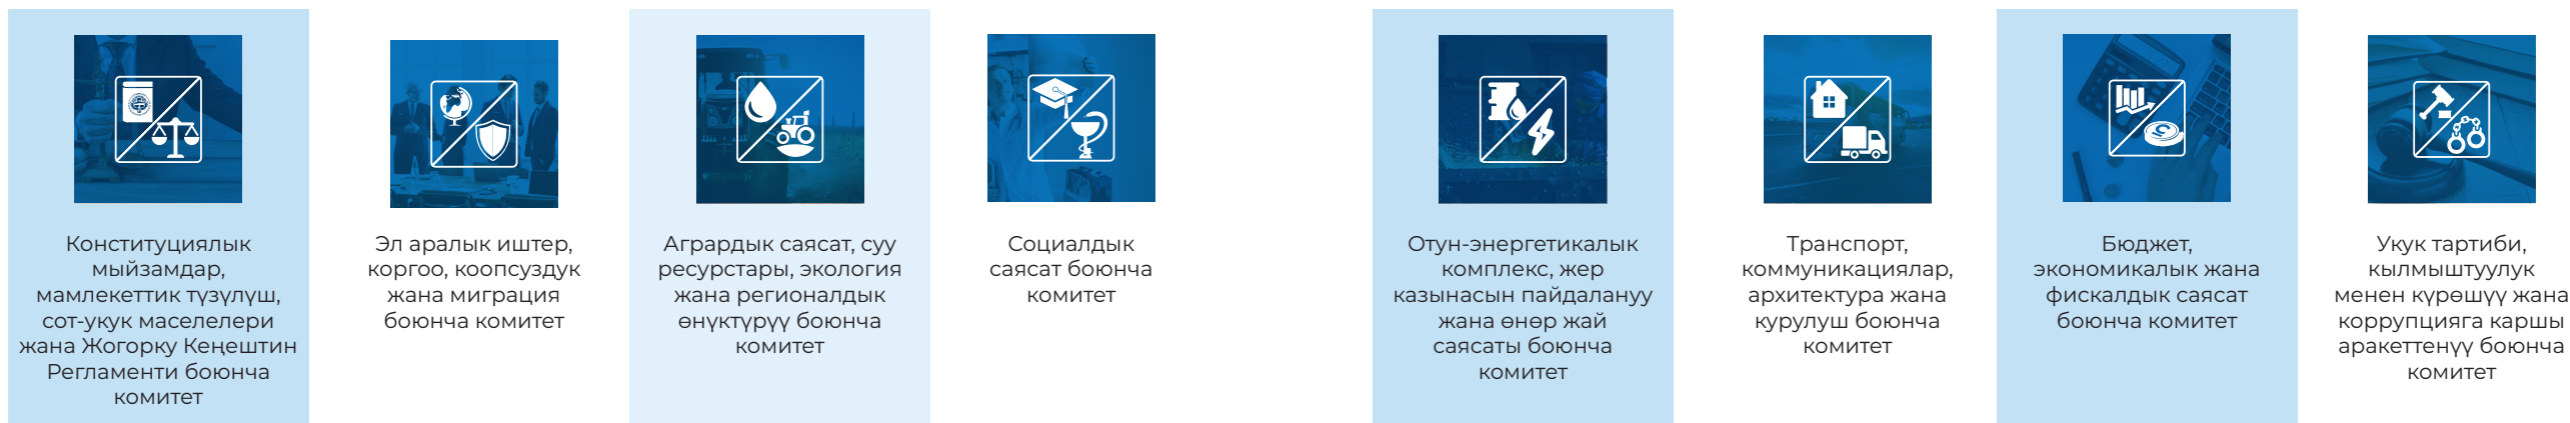 Конституциялык
мыйзамдар,
мамлекеттик түзүлүш,
сот-укук маселелери
жана Жогорку Кеңештин
Регламенти боюнча
комитет
Эл аралык иштер,
коргоо, коопсуздук
жана миграция
боюнча комитет
Агрардык саясат, суу
ресурстары, экология
жана регионалдык
өнүктүрүү боюнча
комитет
Социалдык
саясат боюнча
комитет
Отун-энергетикалык
комплекс, жер
казынасын пайдалануу
жана өнөр жай
саясаты боюнча
комитет
Транспорт,
коммуникациялар,
архитектура жана
курулуш боюнча
комитет
Бюджет,
экономикалык жана
фискалдык саясат
боюнча комитет
Укук тартиби,
кылмыштуулук
менен күрөшүү жана
коррупцияга каршы
аракеттенүү боюнча
комитет